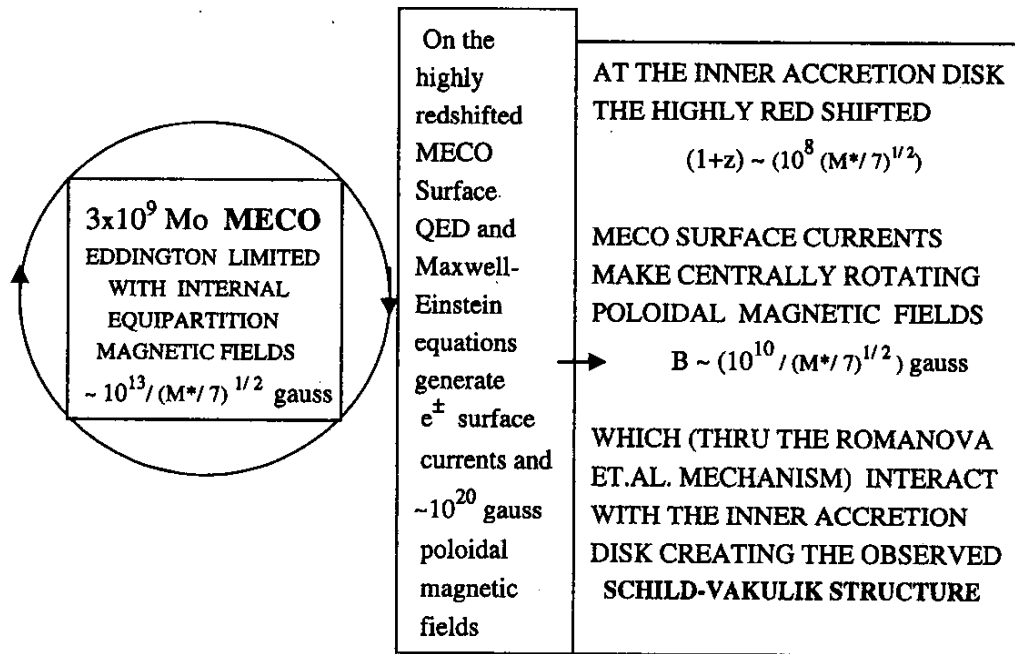 3x10⁹ Mo MECO
EDDINGTON LIMITED
WITH INTERNAL
EQUIPARTITION
MAGNETIC FIELDS
~ 10¹³/ (M*/ 7) ¹/² gauss
On the
highly
redshifted
MECO
Surface
QED and
Maxwell-
Einstein
equations
generate
e± surface
currents and
~10²⁰ gauss
poloidal
magnetic
fields
AT THE INNER ACCRETION DISK
THE HIGHLY RED SHIFTED
(1+z) ~ (10⁸ (M*/ 7)¹/²)
MECO SURFACE CURRENTS
MAKE CENTRALLY ROTATING
POLOIDAL MAGNETIC FIELDS
B ~ (10¹⁰ / (M*/ 7)¹/² ) gauss
WHICH (THRU THE ROMANOVA
ET.AL. MECHANISM) INTERACT
WITH THE INNER ACCRETION
DISK CREATING THE OBSERVED
SCHILD-VAKULIK STRUCTURE